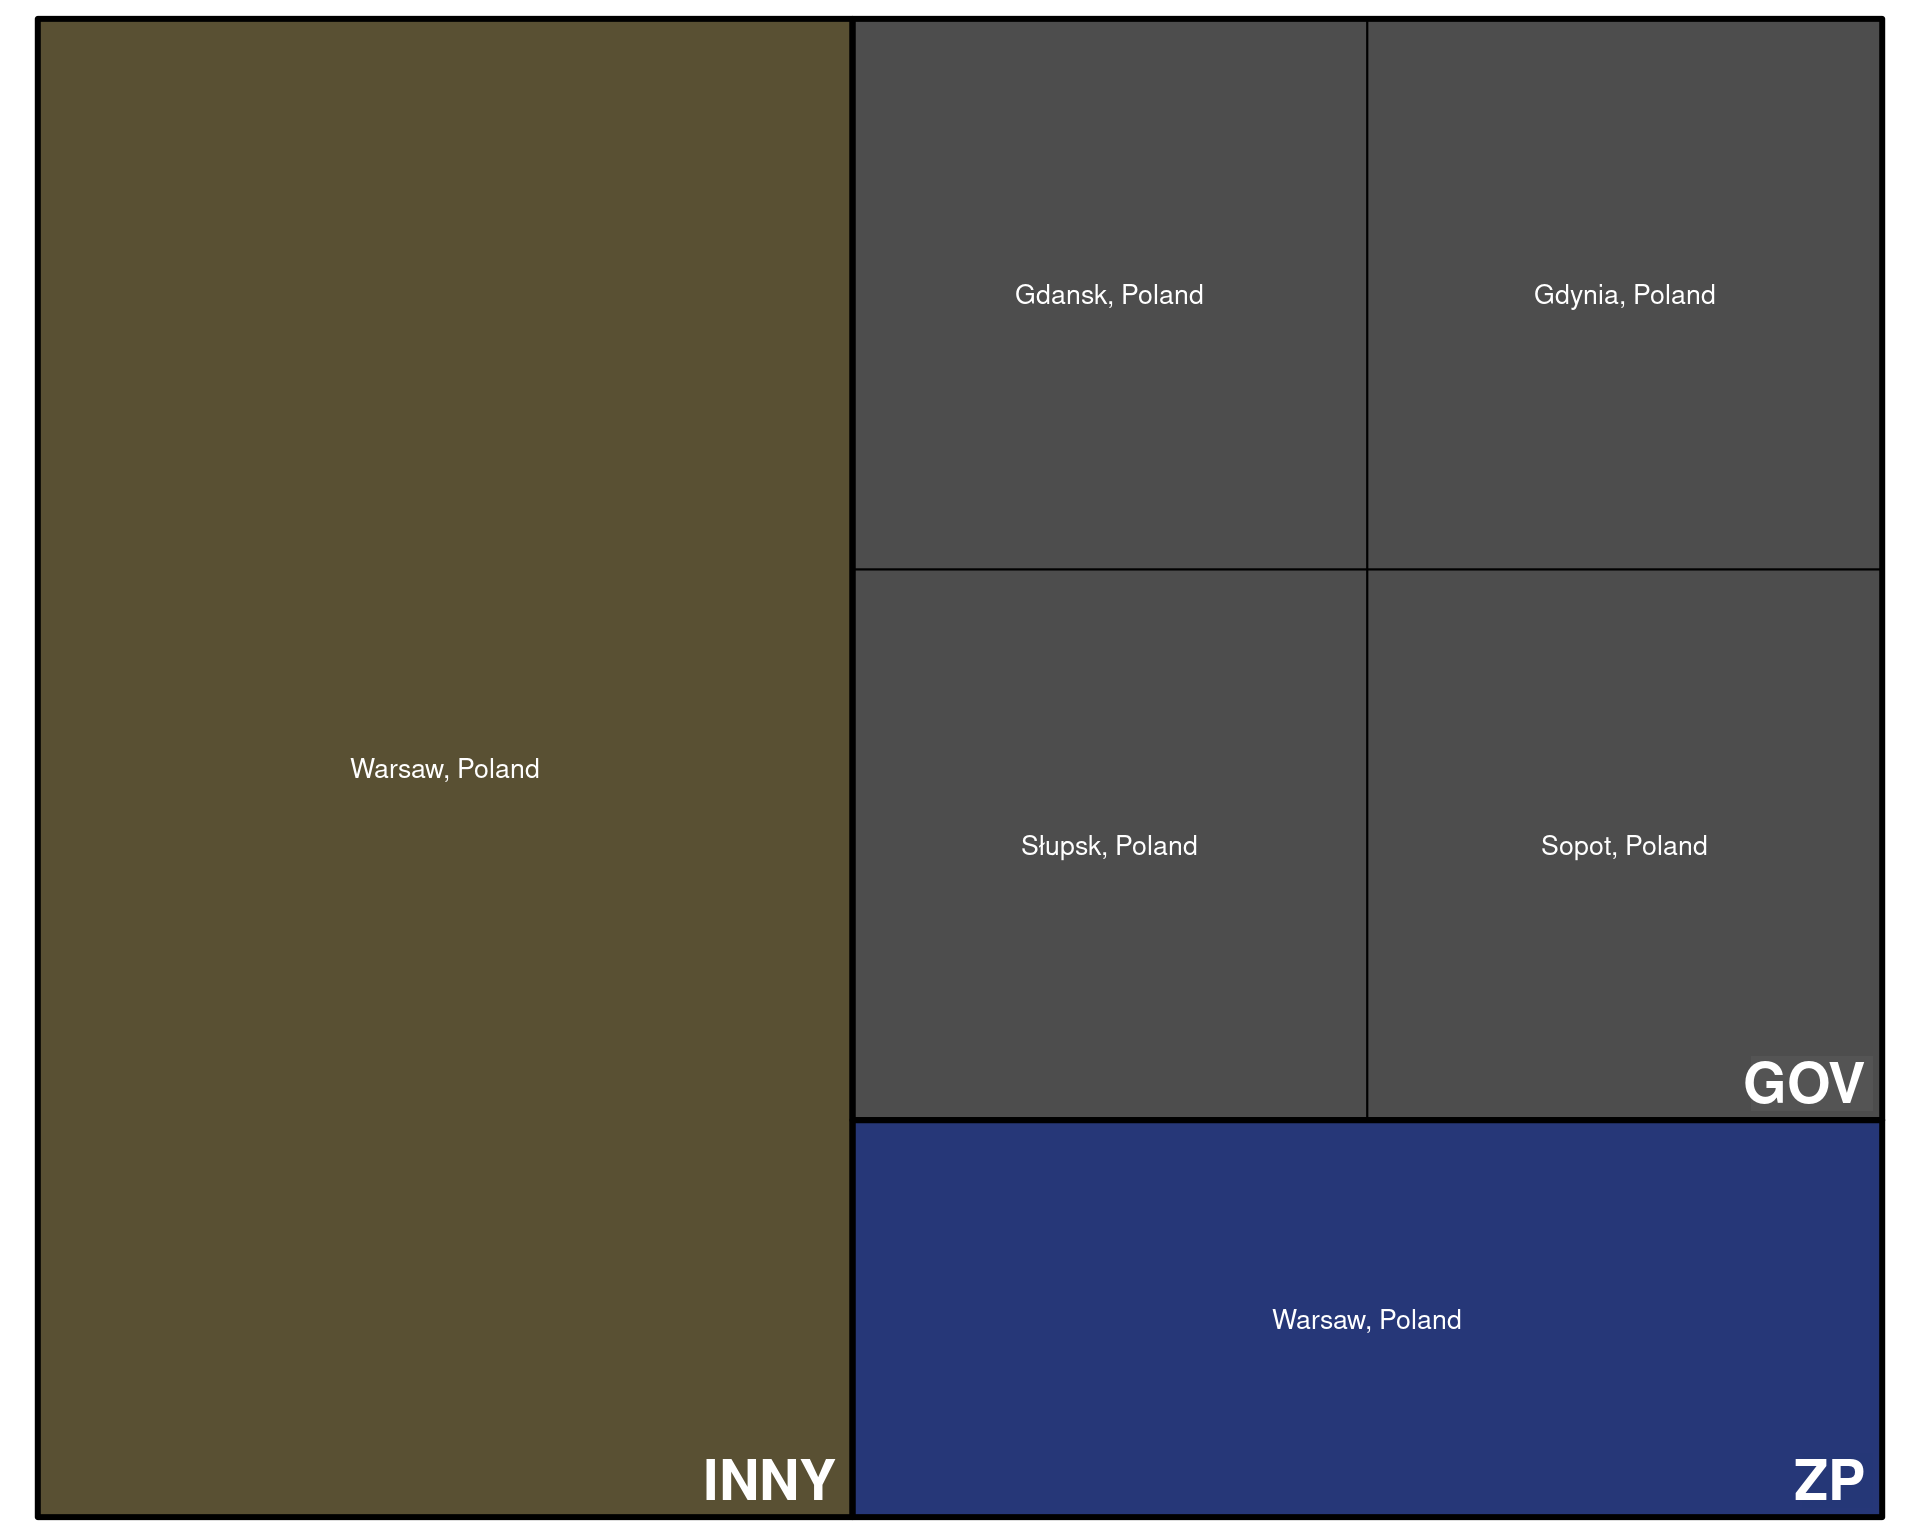 Gdansk, Poland
Gdynia, Poland
Warsaw, Poland
Słupsk, Poland
Sopot, Poland
GOV
Warsaw, Poland
INNY
ZP